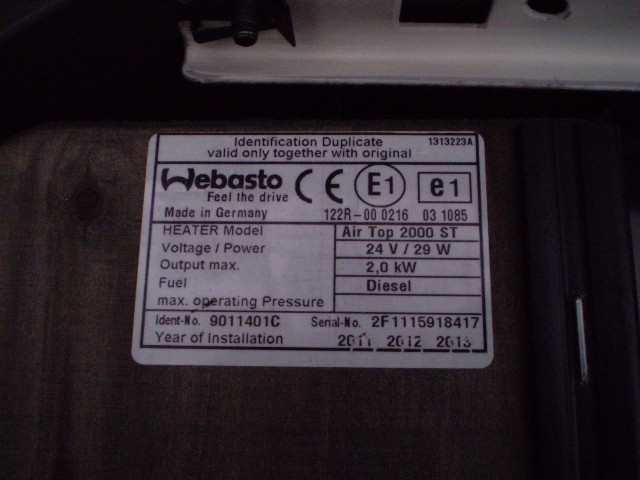 Identification Duplicate 1313223A
valid only together with original
Webasto CE E1 e1
Feel the drive
Made in Germany 122R-00 0216 03 1085
HEATER Model Air Top 2000 ST
Voltage / Power 24 V / 29 W
Output max. 2,0 kW
Fuel Diesel
max. operating Pressure
Ident-No. 9011401C Serial-No. 2F1115918417
Year of Installation 2011 2012 2013